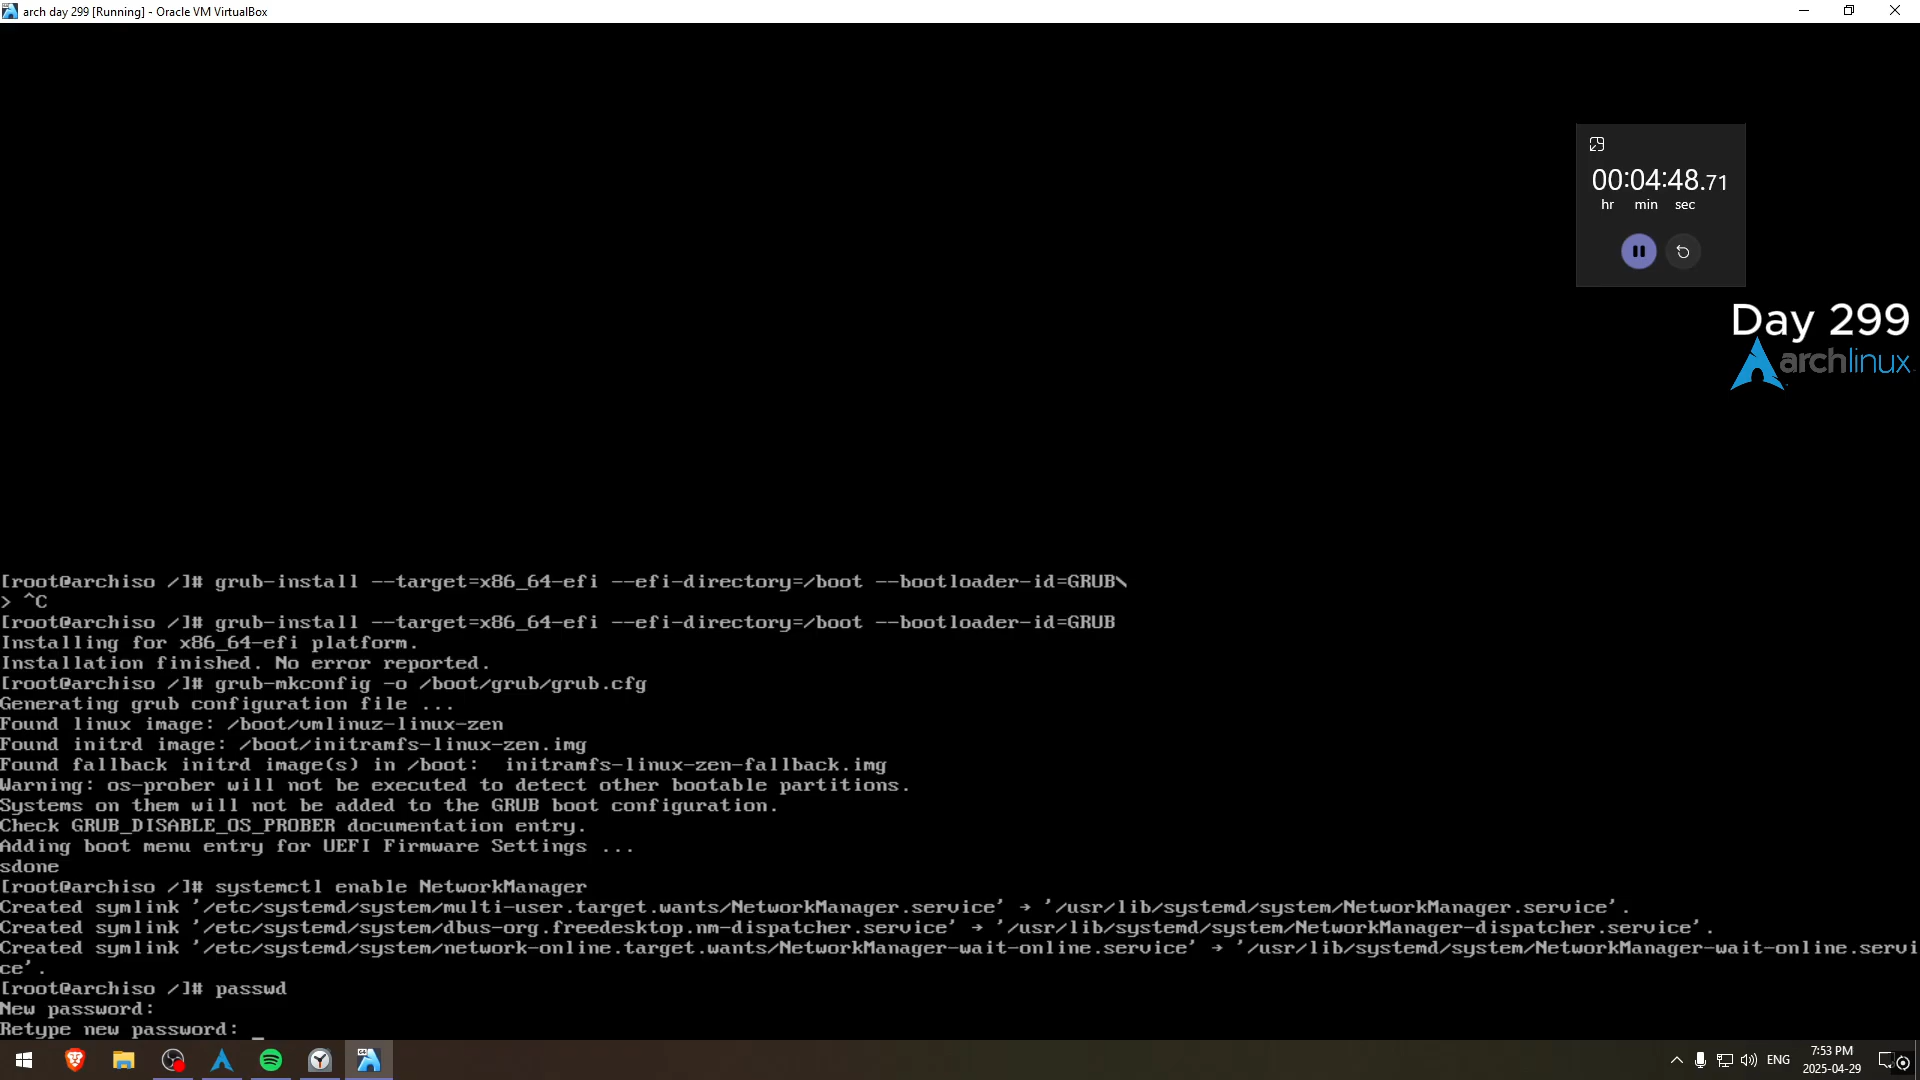 arch day 299 [Running] - Oracle VM VirtualBox
00:04:48.71
hr min sec
Day 299
archlinux
[root@archiso /]# grub-install --target=x86_64-efi --efi-directory=/boot --bootloader-id=GRUB\
> ^C
[root@archiso /]# grub-install --target=x86_64-efi --efi-directory=/boot --bootloader-id=GRUB
Installing for x86_64-efi platform.
Installation finished. No error reported.
[root@archiso /]# grub-mkconfig -o /boot/grub/grub.cfg
Generating grub configuration file ...
Found linux image: /boot/vmlinuz-linux-zen
Found initrd image: /boot/initramfs-linux-zen.img
Found fallback initrd image(s) in /boot:  initramfs-linux-zen-fallback.img
Warning: os-prober will not be executed to detect other bootable partitions.
Systems on them will not be added to the GRUB boot configuration.
Check GRUB_DISABLE_OS_PROBER documentation entry.
Adding boot menu entry for UEFI Firmware Settings ...
sdone
[root@archiso /]# systemctl enable NetworkManager
Created symlink '/etc/systemd/system/multi-user.target.wants/NetworkManager.service' → '/usr/lib/systemd/system/NetworkManager.service'.
Created symlink '/etc/systemd/system/dbus-org.freedesktop.nm-dispatcher.service' → '/usr/lib/systemd/system/NetworkManager-dispatcher.service'.
Created symlink '/etc/systemd/system/network-online.target.wants/NetworkManager-wait-online.service' → '/usr/lib/systemd/system/NetworkManager-wait-online.servi
ce'.
[root@archiso /]# passwd
New password:
Retype new password: _
ENG
7:53 PM
2025-04-29